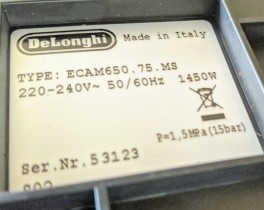 DeLonghi Made in Italy
TYPE: ECAM650.75.MS
220-240V~ 50/60Hz 1450W
P=1,5MPa(15bar)
Ser.Nr.53123